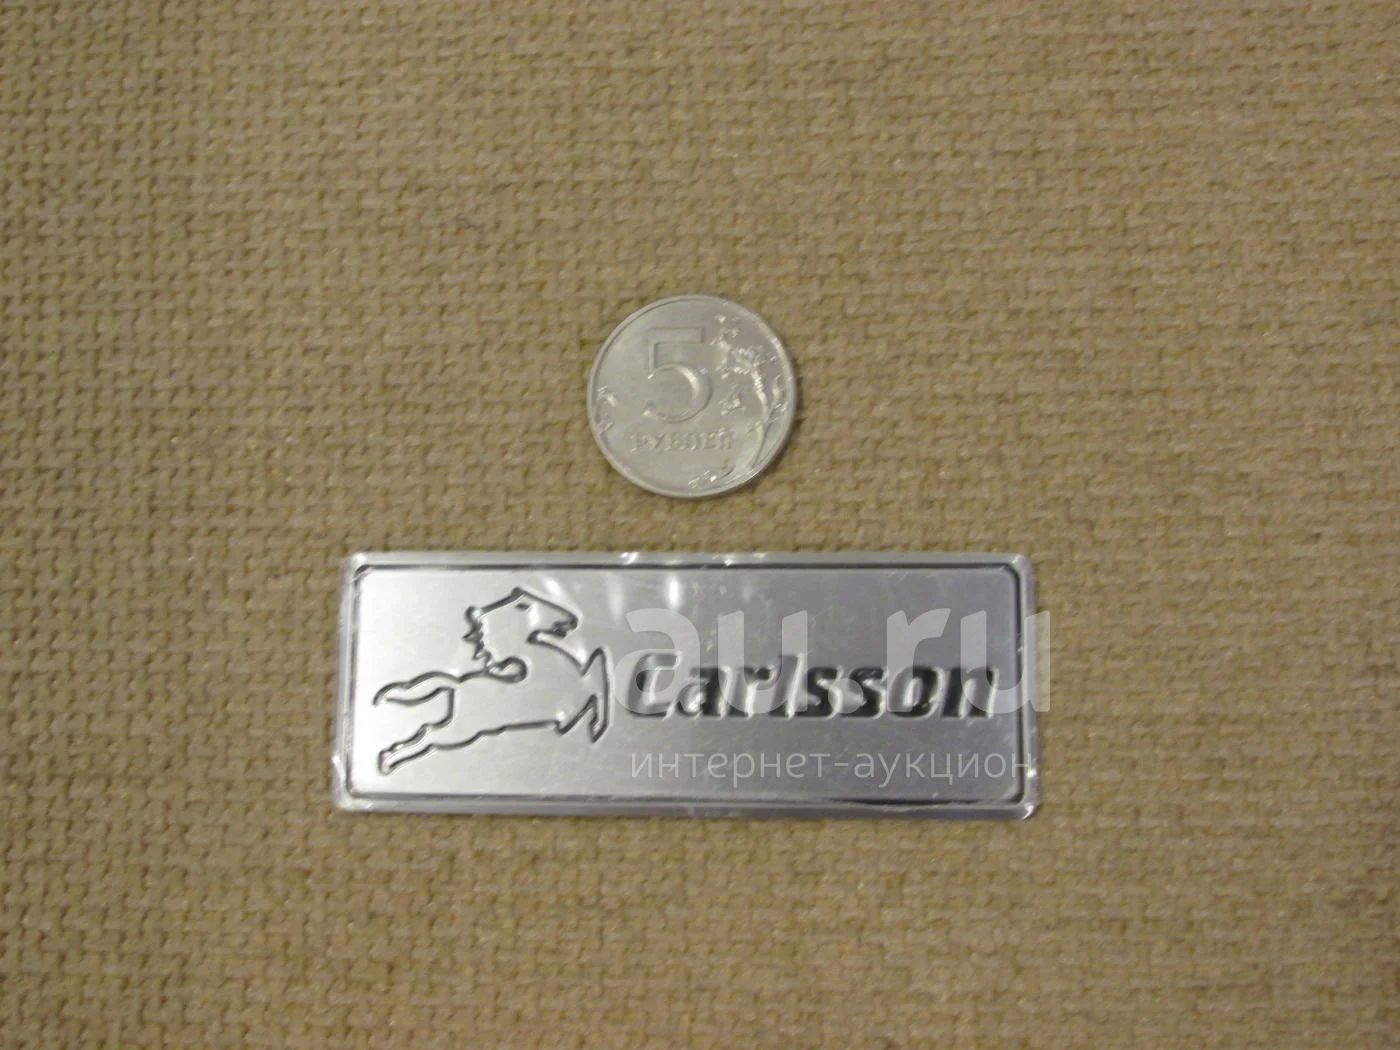 5
РУБЛЕЙ
au.ru
Carlsson
интернет-аукцион